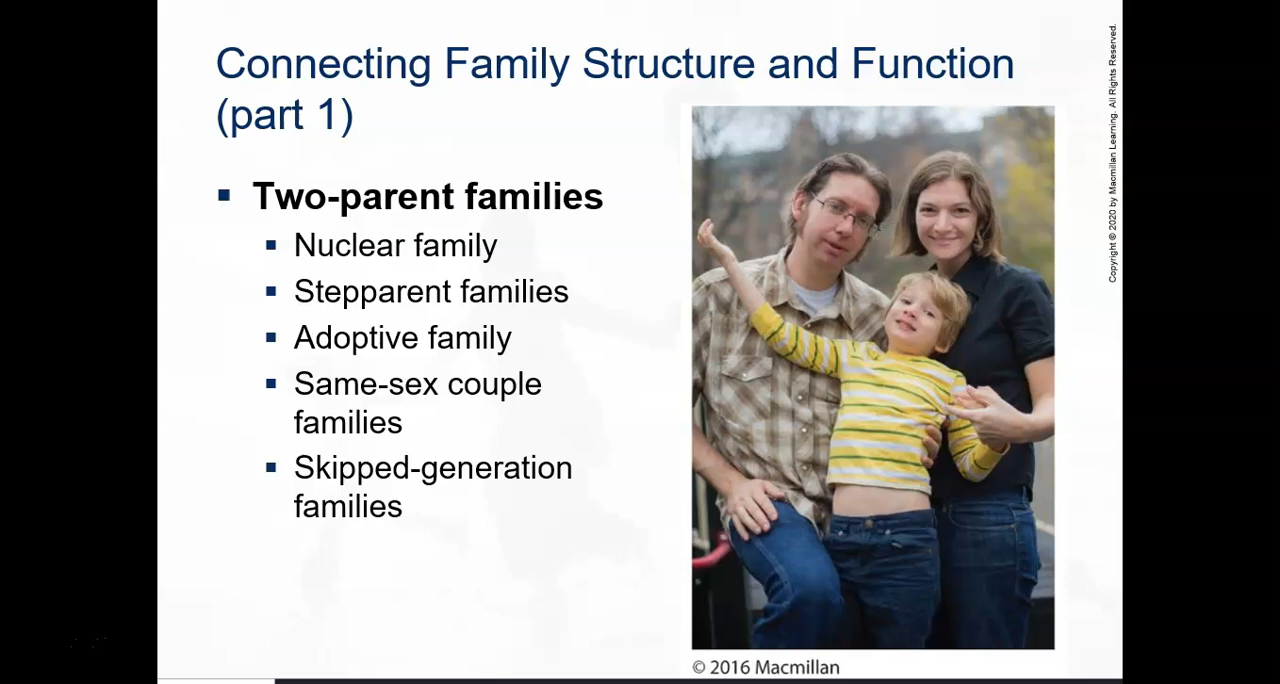 Connecting Family Structure and Function
(part 1)
▪ Two-parent families
▪ Nuclear family
▪ Stepparent families
▪ Adoptive family
▪ Same-sex couple
families
▪ Skipped-generation
families
© 2016 Macmillan
Copyright © 2020 by Macmillan Learning. All Rights Reserved.